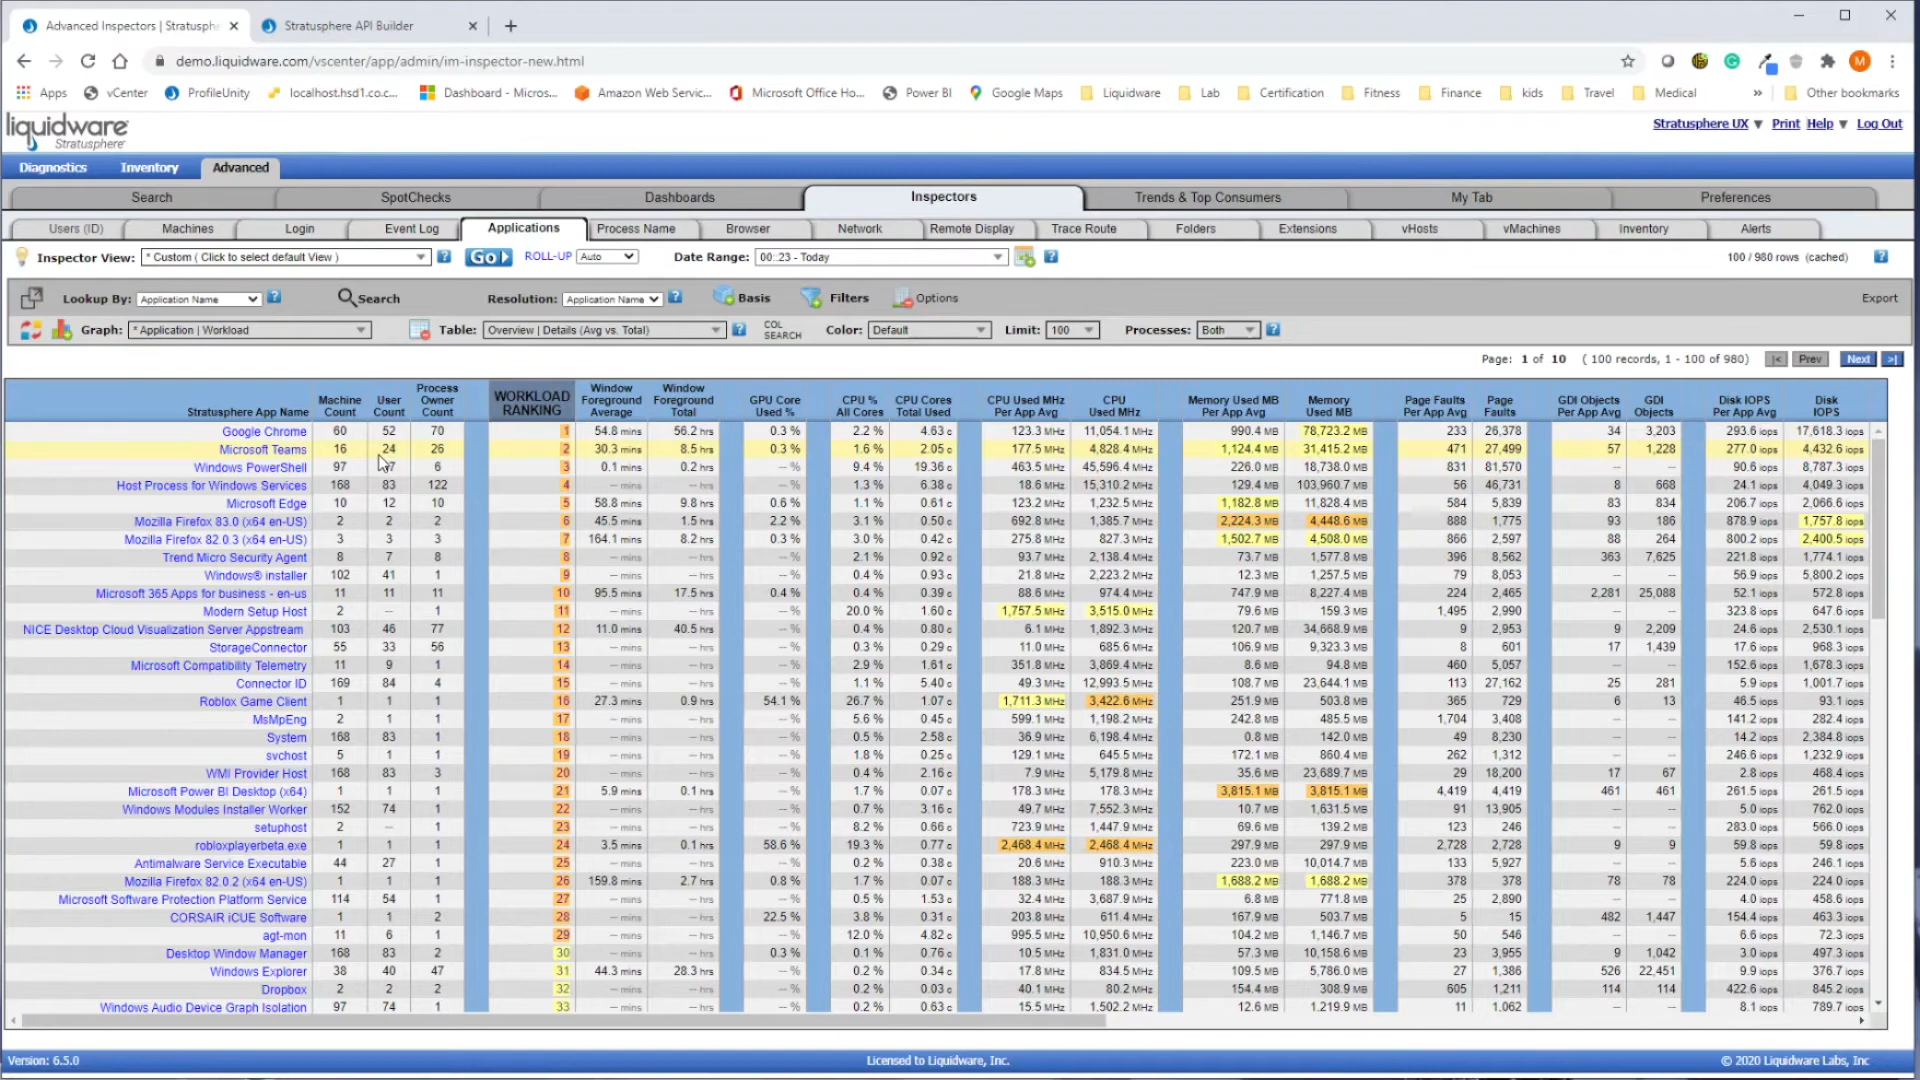 Advanced Inspectors | Stratusphe
Stratusphere API Builder
demo.liquidware.com/vscenter/app/admin/im-inspector-new.html
M
Apps vCenter ProfileUnity localhost.hsd1.co.c... Dashboard - Micros... Amazon Web Servic... Microsoft Office Ho... Power BI Google Maps Liquidware Lab Certification Fitness Finance kids Travel Medical » Other bookmarks
liquidware
Stratusphere
Stratusphere UX Print Help Log Out
Diagnostics Inventory Advanced
Search SpotChecks Dashboards Inspectors Trends & Top Consumers My Tab Preferences
Users (ID) Machines Login Event Log Applications Process Name Browser Network Remote Display Trace Route Folders Extensions vHosts vMachines Inventory Alerts
Inspector View: * Custom ( Click to select default View ) ? Go ROLL-UP Auto Date Range: 00::23 - Today ? 100 / 980 rows (cached) ?
Lookup By: Application Name ? Search Resolution: Application Name ? Basis Filters Options Export
Graph: * Application | Workload Table: Overview | Details (Avg vs. Total) ? COL SEARCH Color: Default Limit: 100 Processes: Both ?
Page: 1 of 10 ( 100 records, 1 - 100 of 980) |< Prev Next >|
Stratusphere App Name Machine Count User Count Process Owner Count WORKLOAD RANKING Window Foreground Average Window Foreground Total GPU Core Used % CPU % All Cores CPU Cores Total Used CPU Used MHz Per App Avg CPU Used MHz Memory Used MB Per App Avg Memory Used MB Page Faults Per App Avg Page Faults GDI Objects Per App Avg GDI Objects Disk IOPS Per App Avg Disk IOPS
Google Chrome 60 52 70 1 54.8 mins 56.2 hrs 0.3 % 2.2 % 4.63 c 123.3 MHz 11,054.1 MHz 990.4 MB 78,723.2 MB 233 26,378 34 3,203 293.6 iops 17,618.3 iops
Microsoft Teams 16 24 26 2 30.3 mins 8.5 hrs 0.3 % 1.6 % 2.05 c 177.5 MHz 4,828.4 MHz 1,124.4 MB 31,415.2 MB 471 27,499 57 1,228 277.0 iops 4,432.6 iops
Windows PowerShell 97 7 6 3 0.1 mins 0.2 hrs -- % 9.4 % 19.36 c 463.5 MHz 45,596.4 MHz 226.0 MB 18,738.0 MB 831 81,570 -- -- 90.6 iops 8,787.3 iops
Host Process for Windows Services 168 83 122 4 -- mins -- hrs -- % 1.3 % 6.38 c 18.6 MHz 15,310.2 MHz 129.4 MB 103,960.7 MB 56 46,731 8 668 24.1 iops 4,049.3 iops
Microsoft Edge 10 12 10 5 58.8 mins 9.8 hrs 0.6 % 1.1 % 0.61 c 123.2 MHz 1,232.5 MHz 1,182.8 MB 11,828.4 MB 584 5,839 83 834 206.7 iops 2,066.6 iops
Mozilla Firefox 83.0 (x64 en-US) 2 2 2 6 45.5 mins 1.5 hrs 2.2 % 3.1 % 0.50 c 692.8 MHz 1,385.7 MHz 2,224.3 MB 4,448.6 MB 888 1,775 93 186 878.9 iops 1,757.8 iops
Mozilla Firefox 82.0.3 (x64 en-US) 3 3 3 7 164.1 mins 8.2 hrs 0.3 % 3.0 % 0.42 c 275.8 MHz 827.3 MHz 1,502.7 MB 4,508.0 MB 866 2,597 88 264 800.2 iops 2,400.5 iops
Trend Micro Security Agent 8 7 8 8 -- mins -- hrs -- % 2.1 % 0.92 c 93.7 MHz 2,138.4 MHz 73.7 MB 1,577.8 MB 396 8,562 363 7,625 221.8 iops 1,774.1 iops
Windows® installer 102 41 1 9 -- mins -- hrs -- % 0.4 % 0.93 c 21.8 MHz 2,223.2 MHz 12.3 MB 1,257.5 MB 79 8,053 -- -- 56.9 iops 5,800.2 iops
Microsoft 365 Apps for business - en-us 11 11 11 10 95.5 mins 17.5 hrs 0.4 % 0.4 % 0.39 c 88.6 MHz 974.4 MHz 747.9 MB 8,227.4 MB 224 2,465 2,281 25,088 52.1 iops 572.8 iops
Modern Setup Host 2 -- 1 11 -- mins -- hrs -- % 20.0 % 1.60 c 1,757.5 MHz 3,515.0 MHz 79.6 MB 159.3 MB 1,495 2,990 -- -- 323.8 iops 647.6 iops
NICE Desktop Cloud Visualization Server Appstream 103 46 77 12 11.0 mins 40.5 hrs -- % 0.4 % 0.80 c 6.1 MHz 1,892.3 MHz 120.7 MB 34,668.9 MB 9 2,953 9 2,209 24.6 iops 2,530.1 iops
StorageConnector 55 33 56 13 -- mins -- hrs -- % 0.3 % 0.29 c 11.0 MHz 685.6 MHz 106.9 MB 9,323.3 MB 8 601 17 1,439 17.6 iops 968.3 iops
Microsoft Compatibility Telemetry 11 9 1 14 -- mins -- hrs -- % 2.9 % 1.61 c 351.8 MHz 3,869.4 MHz 8.6 MB 94.8 MB 460 5,057 -- -- 152.6 iops 1,678.3 iops
Connector ID 169 84 4 15 -- mins -- hrs -- % 1.1 % 5.40 c 49.3 MHz 12,993.5 MHz 108.7 MB 23,644.1 MB 113 27,162 25 281 5.9 iops 1,001.7 iops
Roblox Game Client 1 1 1 16 27.3 mins 0.9 hrs 54.1 % 26.7 % 1.07 c 1,711.3 MHz 3,422.6 MHz 251.9 MB 503.8 MB 365 729 6 13 46.5 iops 93.1 iops
MsMpEng 2 1 1 17 -- mins -- hrs -- % 5.6 % 0.45 c 599.1 MHz 1,198.2 MHz 242.8 MB 485.5 MB 1,704 3,408 -- -- 141.2 iops 282.4 iops
System 168 83 1 18 -- mins -- hrs -- % 0.5 % 2.58 c 36.9 MHz 6,198.4 MHz 0.8 MB 142.0 MB 49 8,230 -- -- 14.2 iops 2,384.8 iops
svchost 5 1 1 19 -- mins -- hrs -- % 1.8 % 0.25 c 129.1 MHz 645.5 MHz 172.1 MB 860.4 MB 262 1,312 -- -- 246.6 iops 1,232.9 iops
WMI Provider Host 168 83 3 20 -- mins -- hrs -- % 0.4 % 2.16 c 7.9 MHz 5,179.8 MHz 35.6 MB 23,689.7 MB 29 18,200 17 67 2.8 iops 468.4 iops
Microsoft Power BI Desktop (x64) 1 1 1 21 5.9 mins 0.1 hrs -- % 1.7 % 0.07 c 178.3 MHz 178.3 MHz 3,815.1 MB 3,815.1 MB 4,419 4,419 461 461 261.5 iops 261.5 iops
Windows Modules Installer Worker 152 74 1 22 -- mins -- hrs -- % 0.7 % 3.16 c 49.7 MHz 7,552.3 MHz 10.7 MB 1,631.5 MB 91 13,905 -- -- 5.0 iops 762.0 iops
setuphost 2 -- 1 23 -- mins -- hrs -- % 8.2 % 0.66 c 723.9 MHz 1,447.9 MHz 69.6 MB 139.2 MB 123 246 -- -- 283.0 iops 566.0 iops
robloxplayerbeta.exe 1 1 1 24 3.5 mins 0.1 hrs 58.6 % 19.3 % 0.77 c 2,468.4 MHz 2,468.4 MHz 297.9 MB 297.9 MB 2,728 2,728 9 9 59.8 iops 59.8 iops
Antimalware Service Executable 44 27 1 25 -- mins -- hrs -- % 0.2 % 0.38 c 20.6 MHz 910.3 MHz 223.0 MB 10,014.7 MB 133 5,927 -- -- 5.6 iops 246.1 iops
Mozilla Firefox 82.0.2 (x64 en-US) 1 1 1 26 159.8 mins 2.7 hrs 0.8 % 1.7 % 0.07 c 188.3 MHz 188.3 MHz 1,688.2 MB 1,688.2 MB 378 378 78 78 224.0 iops 224.0 iops
Microsoft Software Protection Platform Service 114 54 1 27 -- mins -- hrs -- % 0.5 % 1.53 c 32.4 MHz 3,687.9 MHz 6.8 MB 771.8 MB 25 2,890 -- -- 4.0 iops 458.6 iops
CORSAIR iCUE Software 1 1 2 28 -- mins -- hrs 22.5 % 3.8 % 0.31 c 203.8 MHz 611.4 MHz 167.9 MB 503.7 MB 5 15 482 1,447 154.4 iops 463.3 iops
agt-mon 11 6 1 29 -- mins -- hrs -- % 12.0 % 4.82 c 995.5 MHz 10,950.6 MHz 104.2 MB 1,146.7 MB 50 546 -- -- 6.6 iops 72.3 iops
Desktop Window Manager 168 83 2 30 -- mins -- hrs 0.3 % 0.1 % 0.76 c 10.5 MHz 1,831.0 MHz 57.3 MB 10,158.6 MB 23 3,955 9 1,042 3.0 iops 497.3 iops
Windows Explorer 38 40 47 31 44.3 mins 28.3 hrs -- % 0.2 % 0.34 c 17.8 MHz 834.5 MHz 109.5 MB 5,786.0 MB 27 1,386 526 22,451 9.9 iops 376.7 iops
Dropbox 2 2 2 32 -- mins -- hrs -- % 0.2 % 0.03 c 40.1 MHz 80.2 MHz 154.4 MB 308.9 MB 605 1,211 114 114 422.6 iops 845.2 iops
Windows Audio Device Graph Isolation 97 74 1 33 -- mins -- hrs -- % 0.2 % 0.63 c 15.5 MHz 1,502.2 MHz 12.6 MB 1,219.9 MB 11 1,062 -- -- 8.1 iops 789.7 iops
Version: 6.5.0 Licensed to Liquidware, Inc. © 2020 Liquidware Labs, Inc